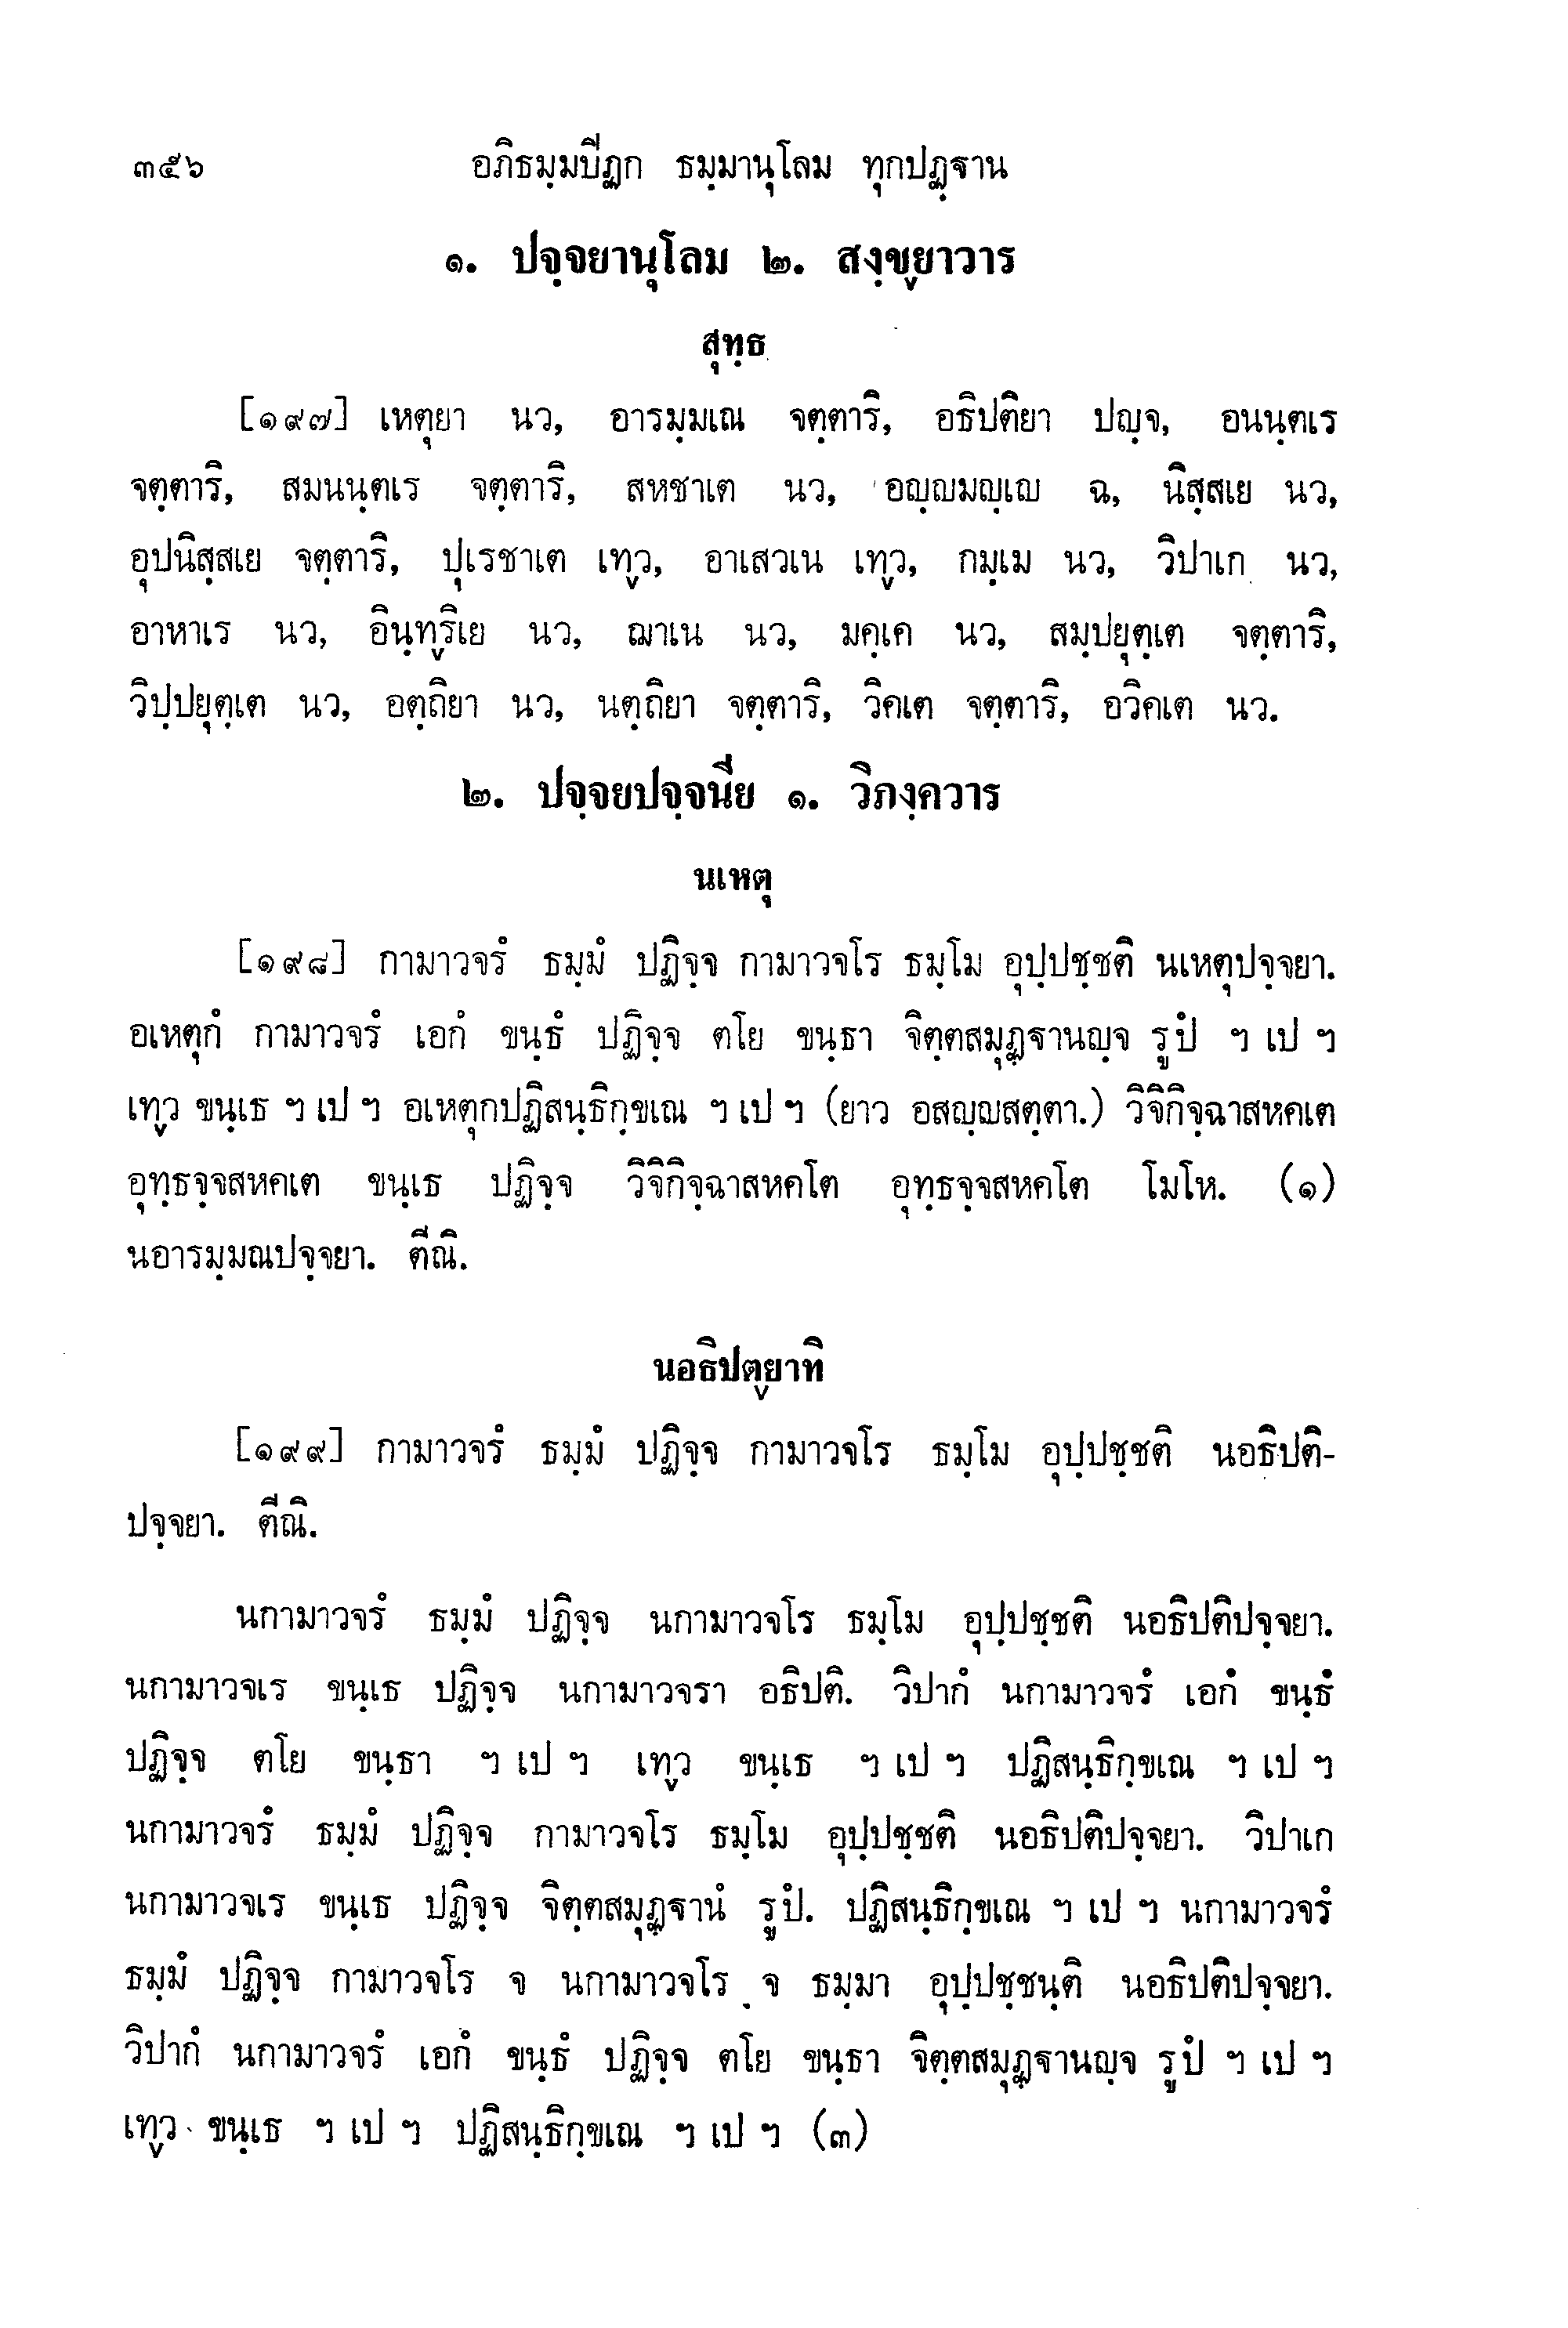 ๓๕๖ อภิธมฺมปีฏก ธมฺมานุโลม ทุกปฏฺฐาน
๑. ปจฺจยานุโลม ๒. สงฺขฺยาวาร
สุทฺธ
[๑๙๗] เหตุยา นว, อารมฺมเณ จตฺตาริ, อธิปติยา ปญฺจ, อนนฺตเร
จตฺตาริ, สมนนฺตเร จตฺตาริ, สหชาเต นว, อญฺญมญฺเญ ฉ, นิสฺสเย นว,
อุปนิสฺสเย จตฺตาริ, ปุเรชาเต เทฺว, อาเสวเน เทฺว, กมฺเม นว, วิปาเก นว,
อาหาเร นว, อินฺทฺริเย นว, ฌาเน นว, มคฺเค นว, สมฺปยุตฺเต จตฺตาริ,
วิปฺปยุตฺเต นว, อตฺถิยา นว, นตฺถิยา จตฺตาริ, วิคเต จตฺตาริ, อวิคเต นว.
๒. ปจฺจยปจฺจนีย ๑. วิภงฺควาร
นเหตุ
[๑๙๘] กามาวจรํ ธมฺมํ ปฏิจฺจ กามาวจโร ธมฺโม อุปฺปชฺชติ นเหตุปจฺจยา.
อเหตุกํ กามาวจรํ เอกํ ขนฺธํ ปฏิจฺจ ตโย ขนฺธา จิตฺตสมุฏฺฐานญฺจ รูปํ ฯ เป ฯ
เทฺว ขนฺเธ ฯ เป ฯ อเหตุกปฏิสนฺธิกฺขเณ ฯ เป ฯ (ยาว อสญฺญสตฺตา.) วิจิกิจฺฉาสหคเต
อุทฺธจฺจสหคเต ขนฺเธ ปฏิจฺจ วิจิกิจฺฉาสหคโต อุทฺธจฺจสหคโต โมโห. (๑)
นอารมฺมณปจฺจยา. ตีณิ.
นอธิปตฺยาทิ
[๑๙๙] กามาวจรํ ธมฺมํ ปฏิจฺจ กามาวจโร ธมฺโม อุปฺปชฺชติ นอธิปติ-
ปจฺจยา. ตีณิ.
นกามาวจรํ ธมฺมํ ปฏิจฺจ นกามาวจโร ธมฺโม อุปฺปชฺชติ นอธิปติปจฺจยา.
นกามาวจเร ขนฺเธ ปฏิจฺจ นกามาวจรา อธิปติ. วิปากํ นกามาวจรํ เอกํ ขนฺธํ
ปฏิจฺจ ตโย ขนฺธา ฯ เป ฯ เทฺว ขนฺเธ ฯ เป ฯ ปฏิสนฺธิกฺขเณ ฯ เป ฯ
นกามาวจรํ ธมฺมํ ปฏิจฺจ กามาวจโร ธมฺโม อุปฺปชฺชติ นอธิปติปจฺจยา. วิปาเก
นกามาวจเร ขนฺเธ ปฏิจฺจ จิตฺตสมุฏฺฐานํ รูปํ. ปฏิสนฺธิกฺขเณ ฯ เป ฯ นกามาวจรํ
ธมฺมํ ปฏิจฺจ กามาวจโร จ นกามาวจโร จ ธมฺมา อุปฺปชฺชนฺติ นอธิปติปจฺจยา.
วิปากํ นกามาวจรํ เอกํ ขนฺธํ ปฏิจฺจ ตโย ขนฺธา จิตฺตสมุฏฺฐานญฺจ รูปํ ฯ เป ฯ
เทฺว ขนฺเธ ฯ เป ฯ ปฏิสนฺธิกฺขเณ ฯ เป ฯ (๓)